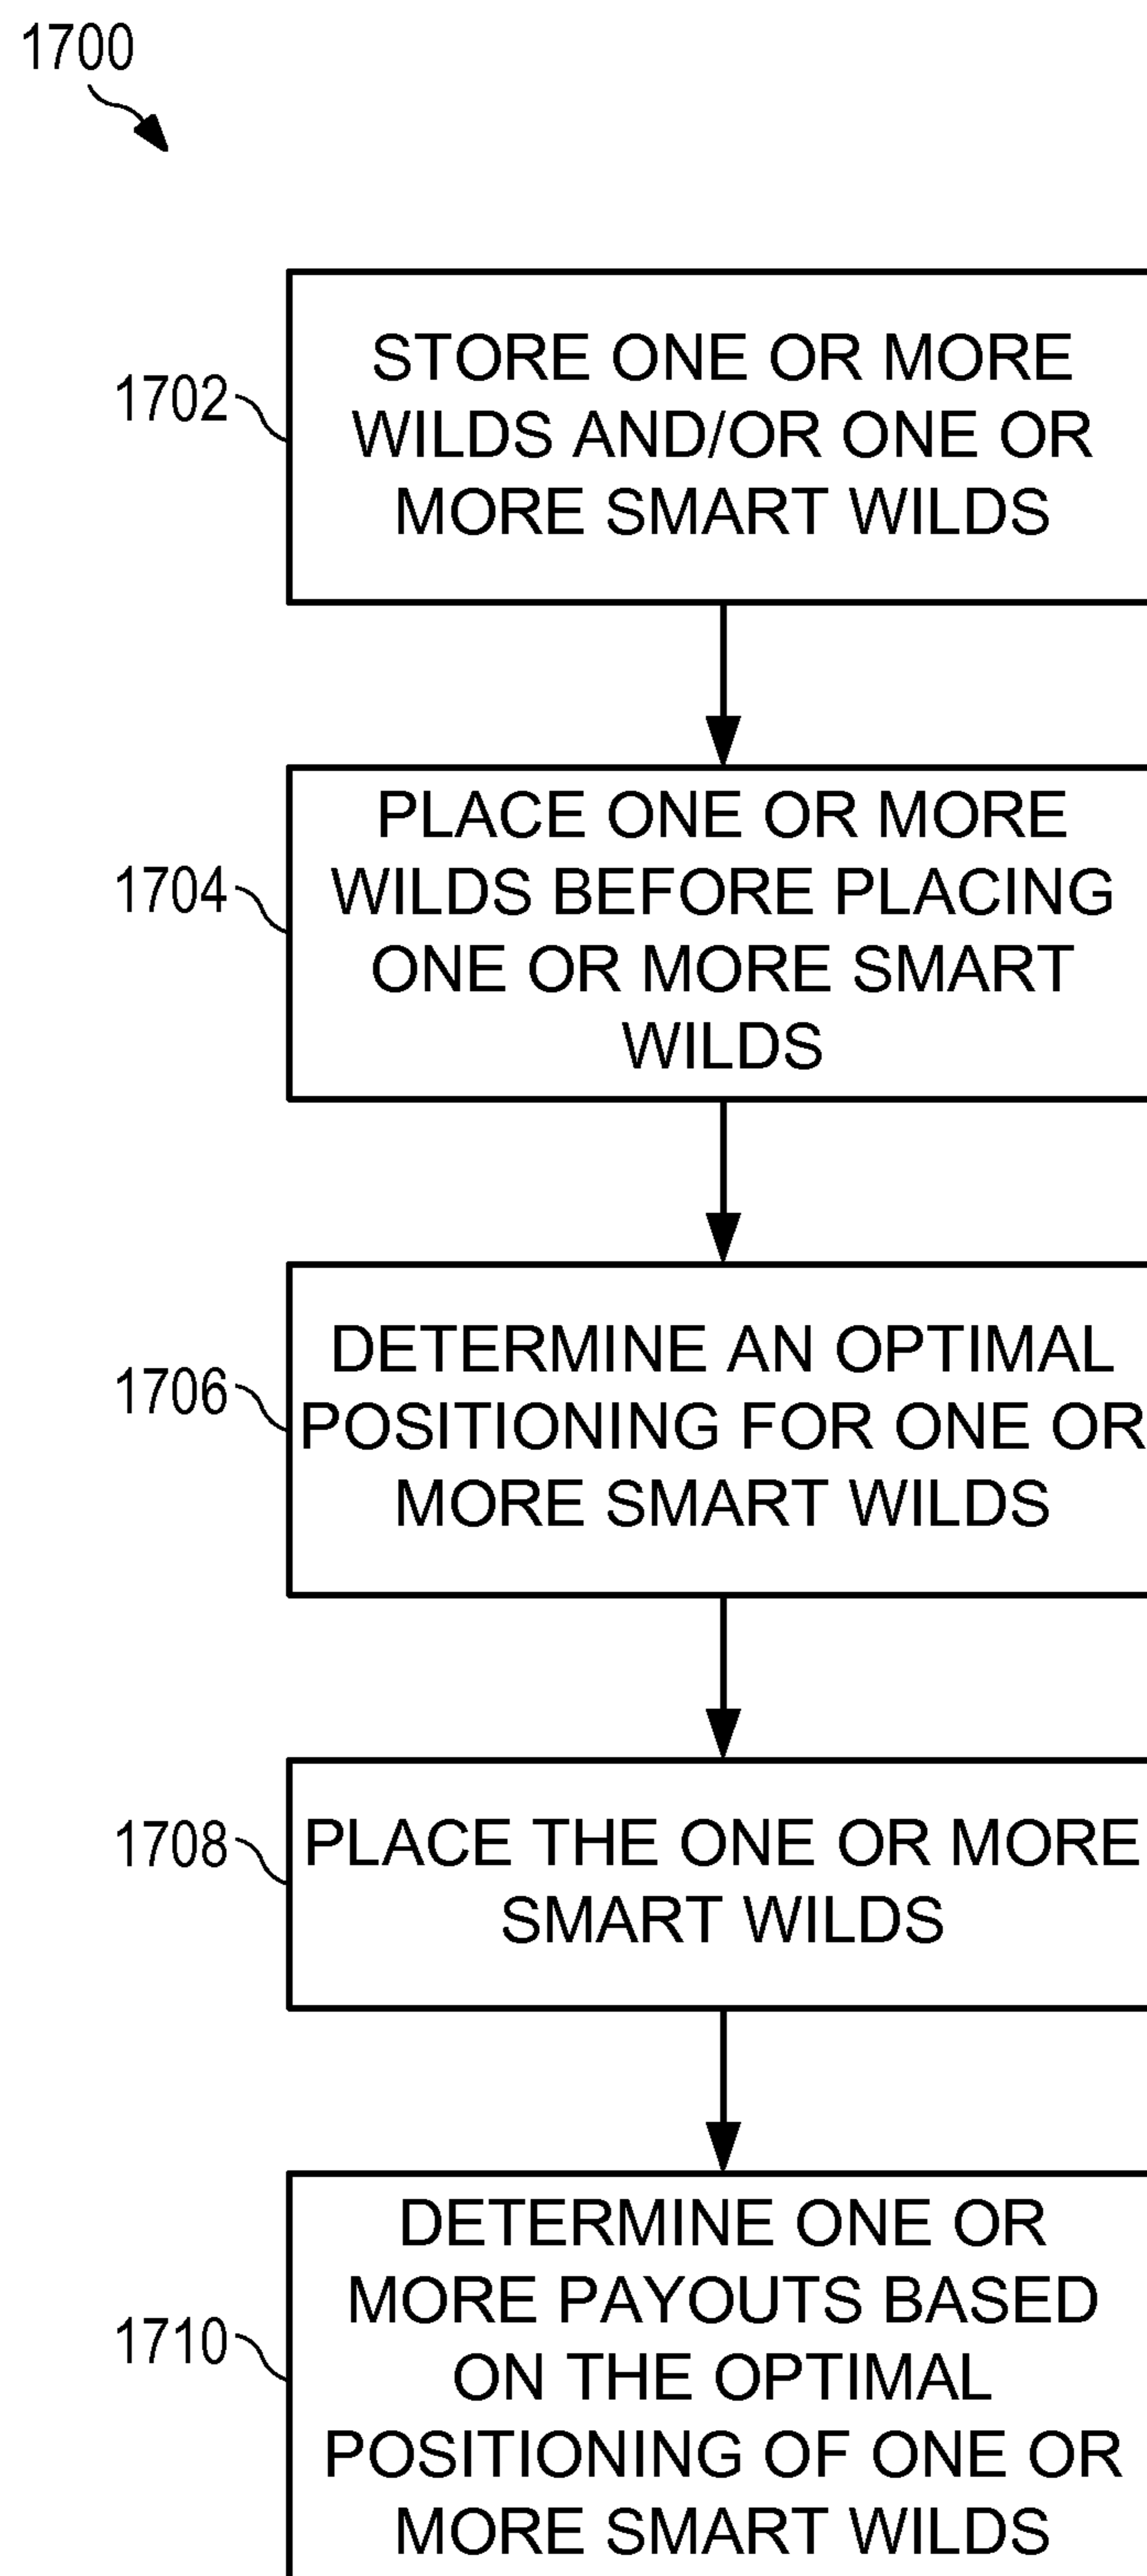 1700
1702
STORE ONE OR MORE
WILDS AND/OR ONE OR
MORE SMART WILDS
1704
PLACE ONE OR MORE
WILDS BEFORE PLACING
ONE OR MORE SMART
WILDS
1706
DETERMINE AN OPTIMAL
POSITIONING FOR ONE OR
MORE SMART WILDS
1708
PLACE THE ONE OR MORE
SMART WILDS
1710
DETERMINE ONE OR
MORE PAYOUTS BASED
ON THE OPTIMAL
POSITIONING OF ONE OR
MORE SMART WILDS